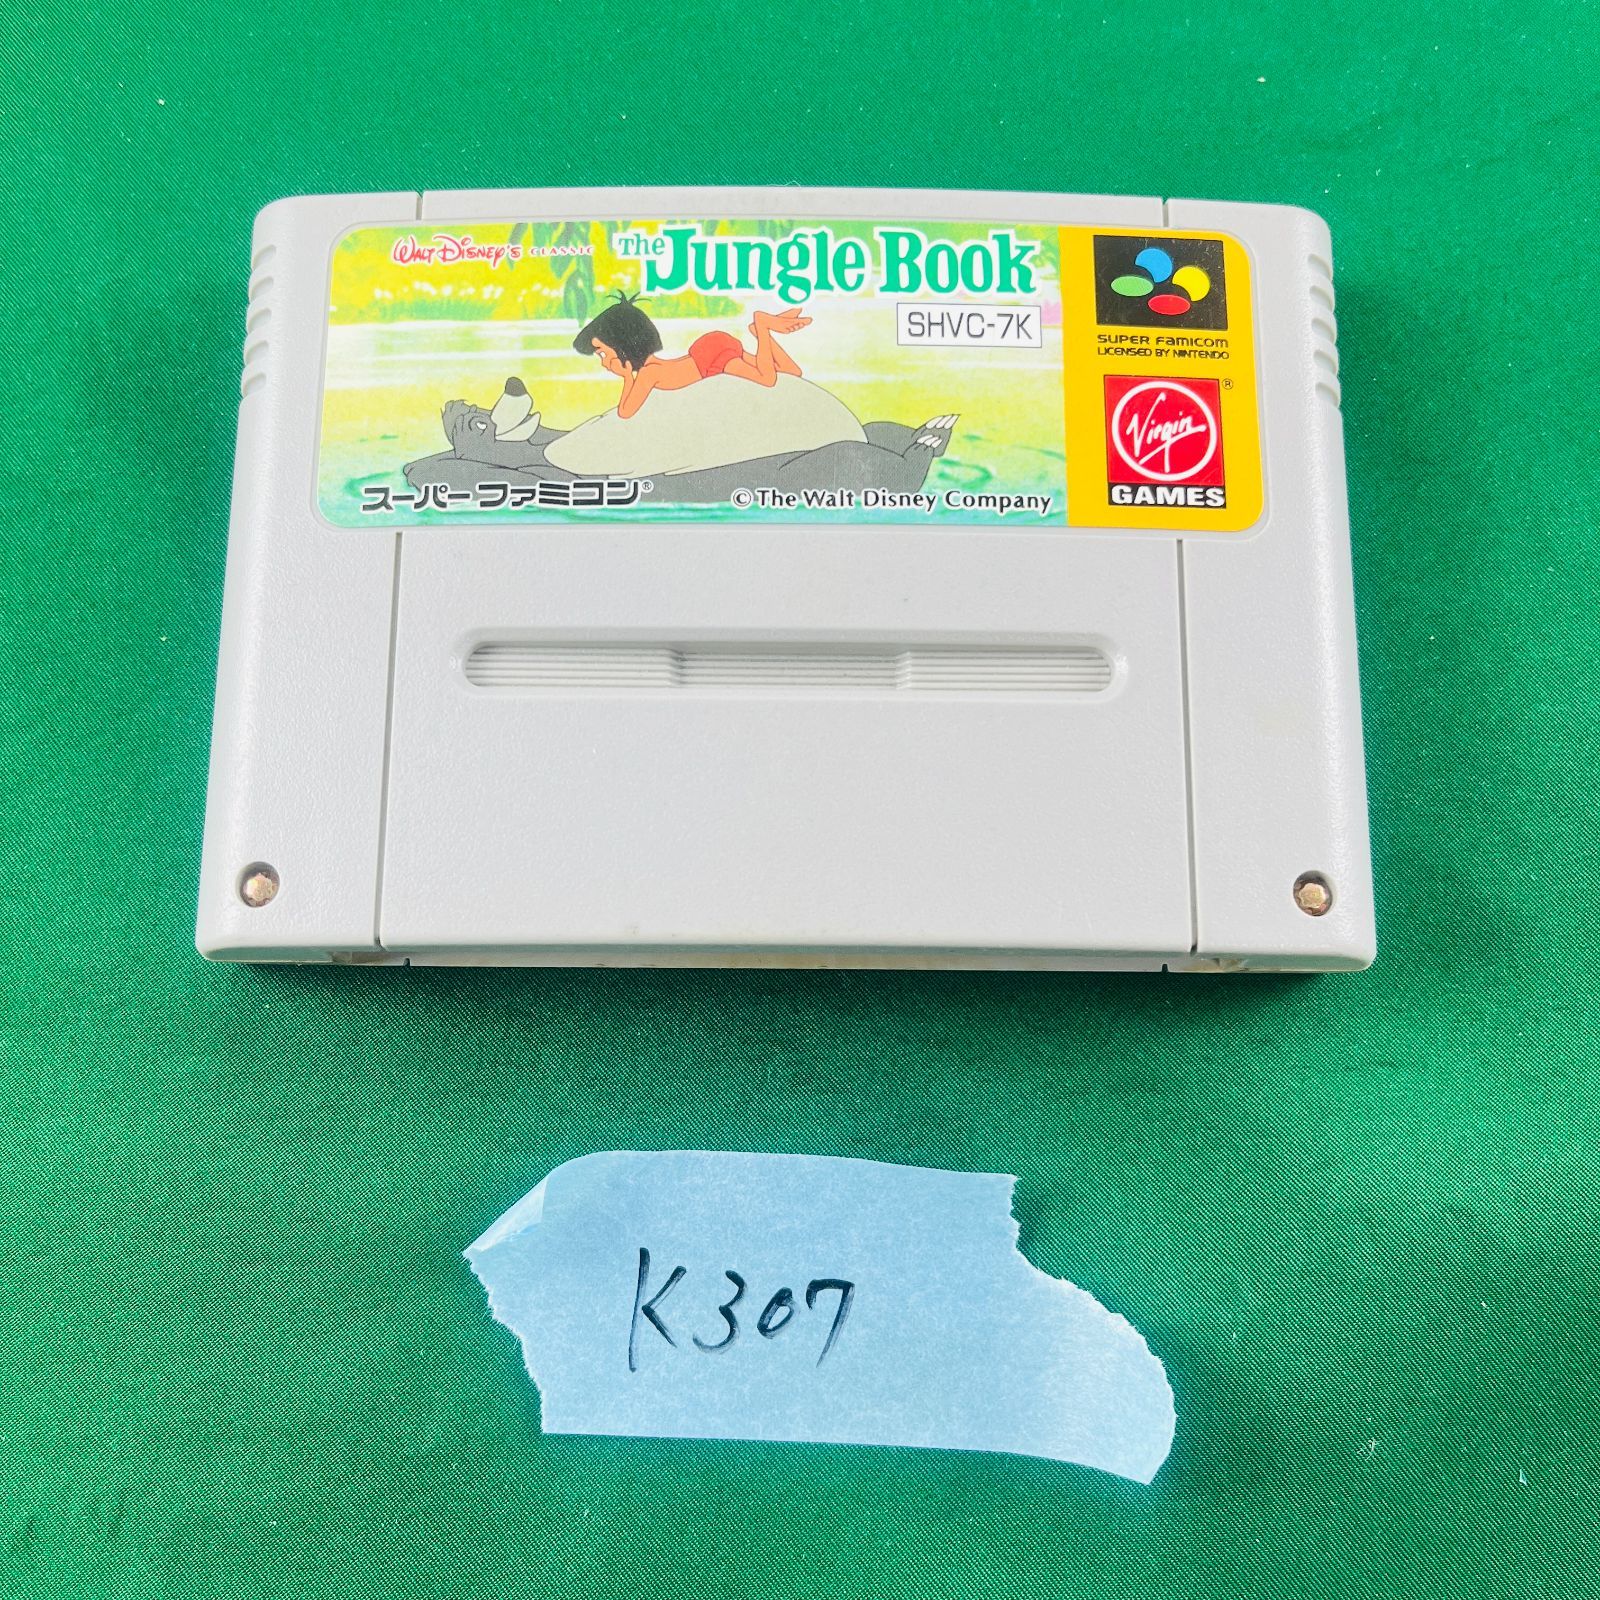 Walt Disney's CLASSIC The Jungle Book
SHVC-7K
SUPER FAMICOM
LICENSED BY NINTENDO
Virgin®
GAMES
スーパーファミコン®
© The Walt Disney Company
K307